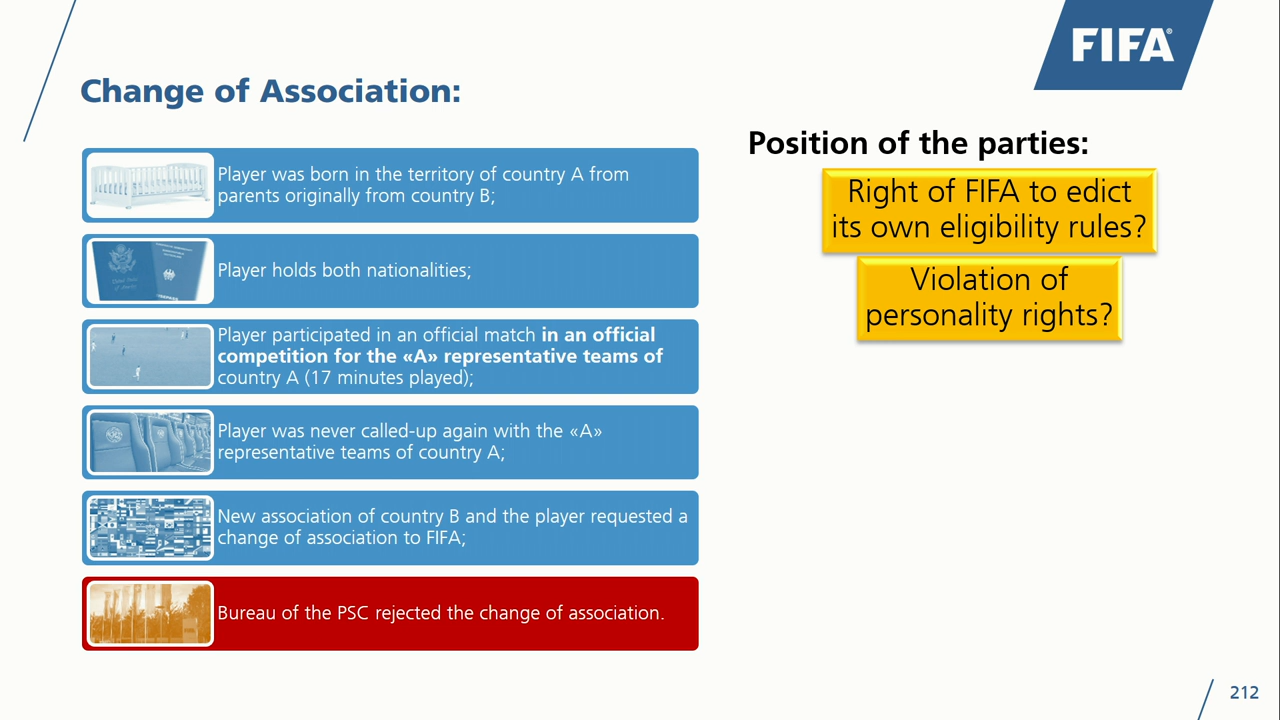 FIFA®
Change of Association:
Player was born in the territory of country A from
parents originally from country B;
Player holds both nationalities;
Player participated in an official match in an official
competition for the «A» representative teams of
country A (17 minutes played);
Player was never called-up again with the «A»
representative teams of country A;
New association of country B and the player requested a
change of association to FIFA;
Bureau of the PSC rejected the change of association.
Position of the parties:
Right of FIFA to edict
its own eligibility rules?
Violation of
personality rights?
212